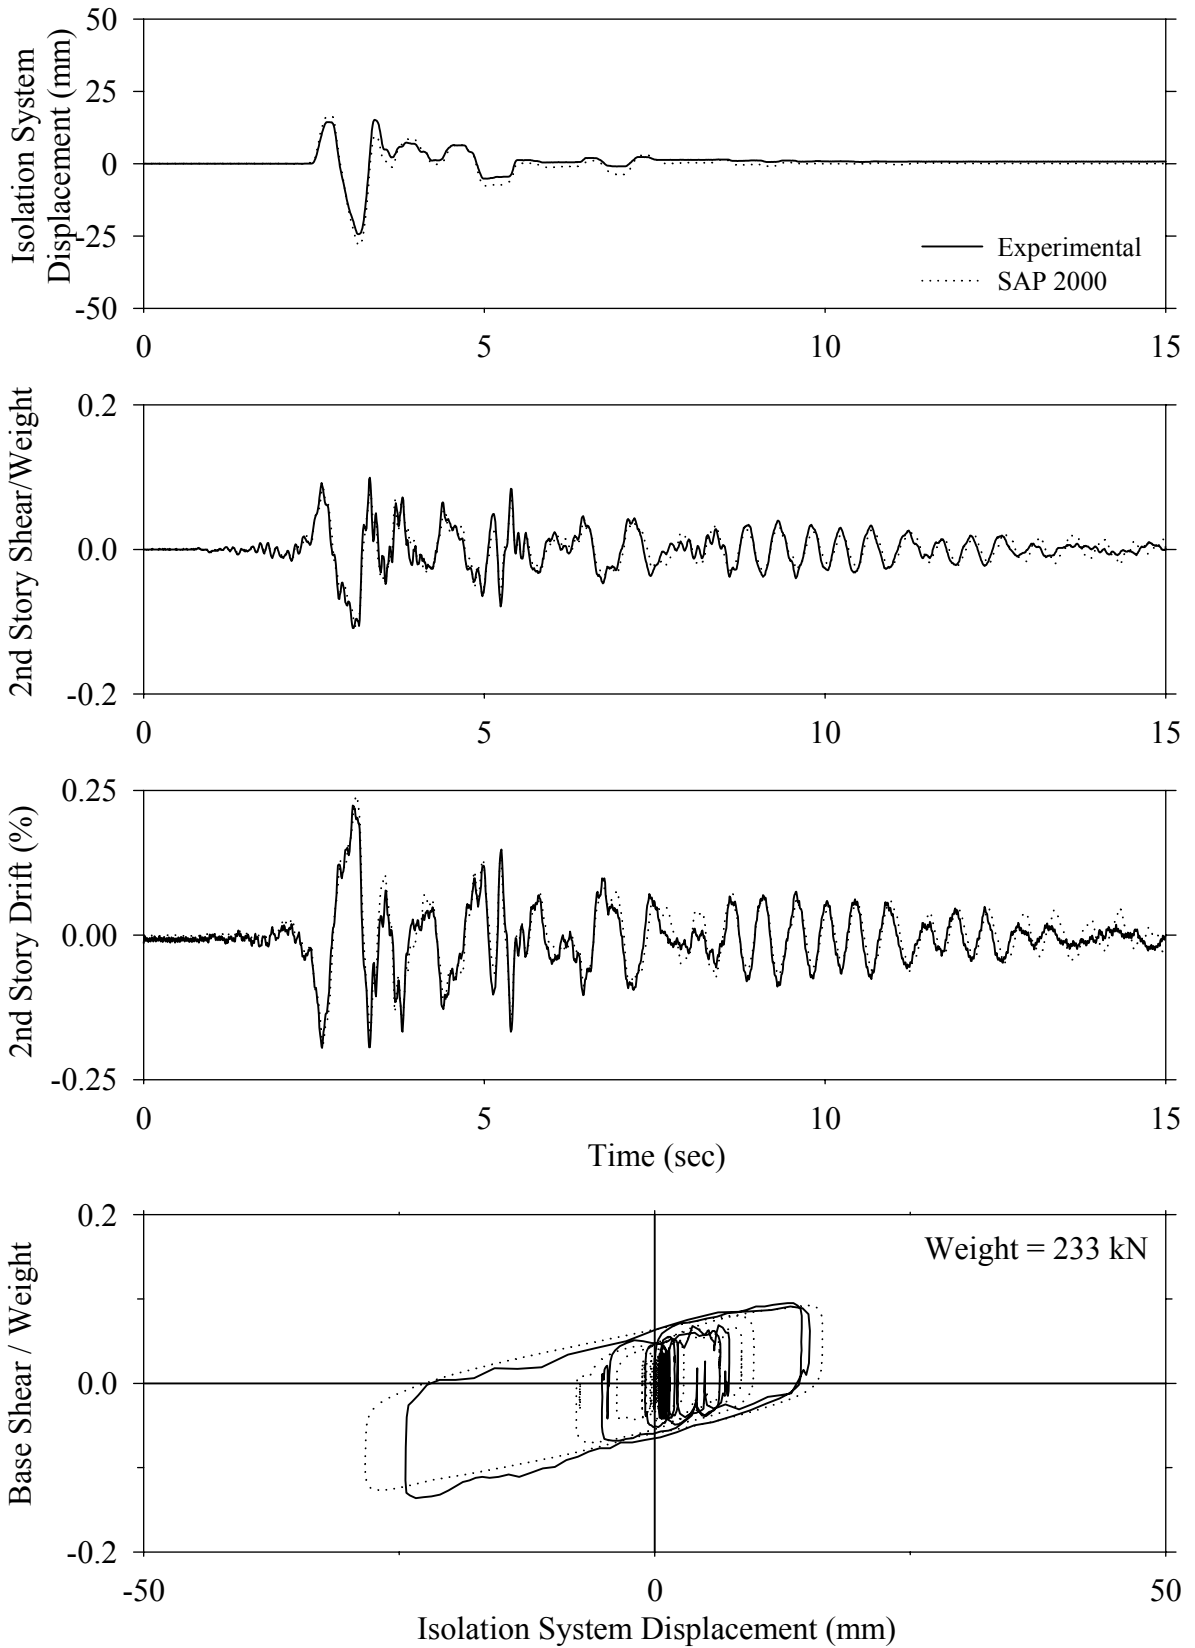 Isolation System
Displacement (mm)
50
25
0
-25
-50
Experimental
SAP 2000
0 5 10 15
2nd Story Shear/Weight
0.2
0.0
-0.2
0 5 10 15
2nd Story Drift (%)
0.25
0.00
-0.25
0 5 10 15
Time (sec)
Base Shear / Weight
0.2
0.0
-0.2
Weight = 233 kN
-50 0 50
Isolation System Displacement (mm)